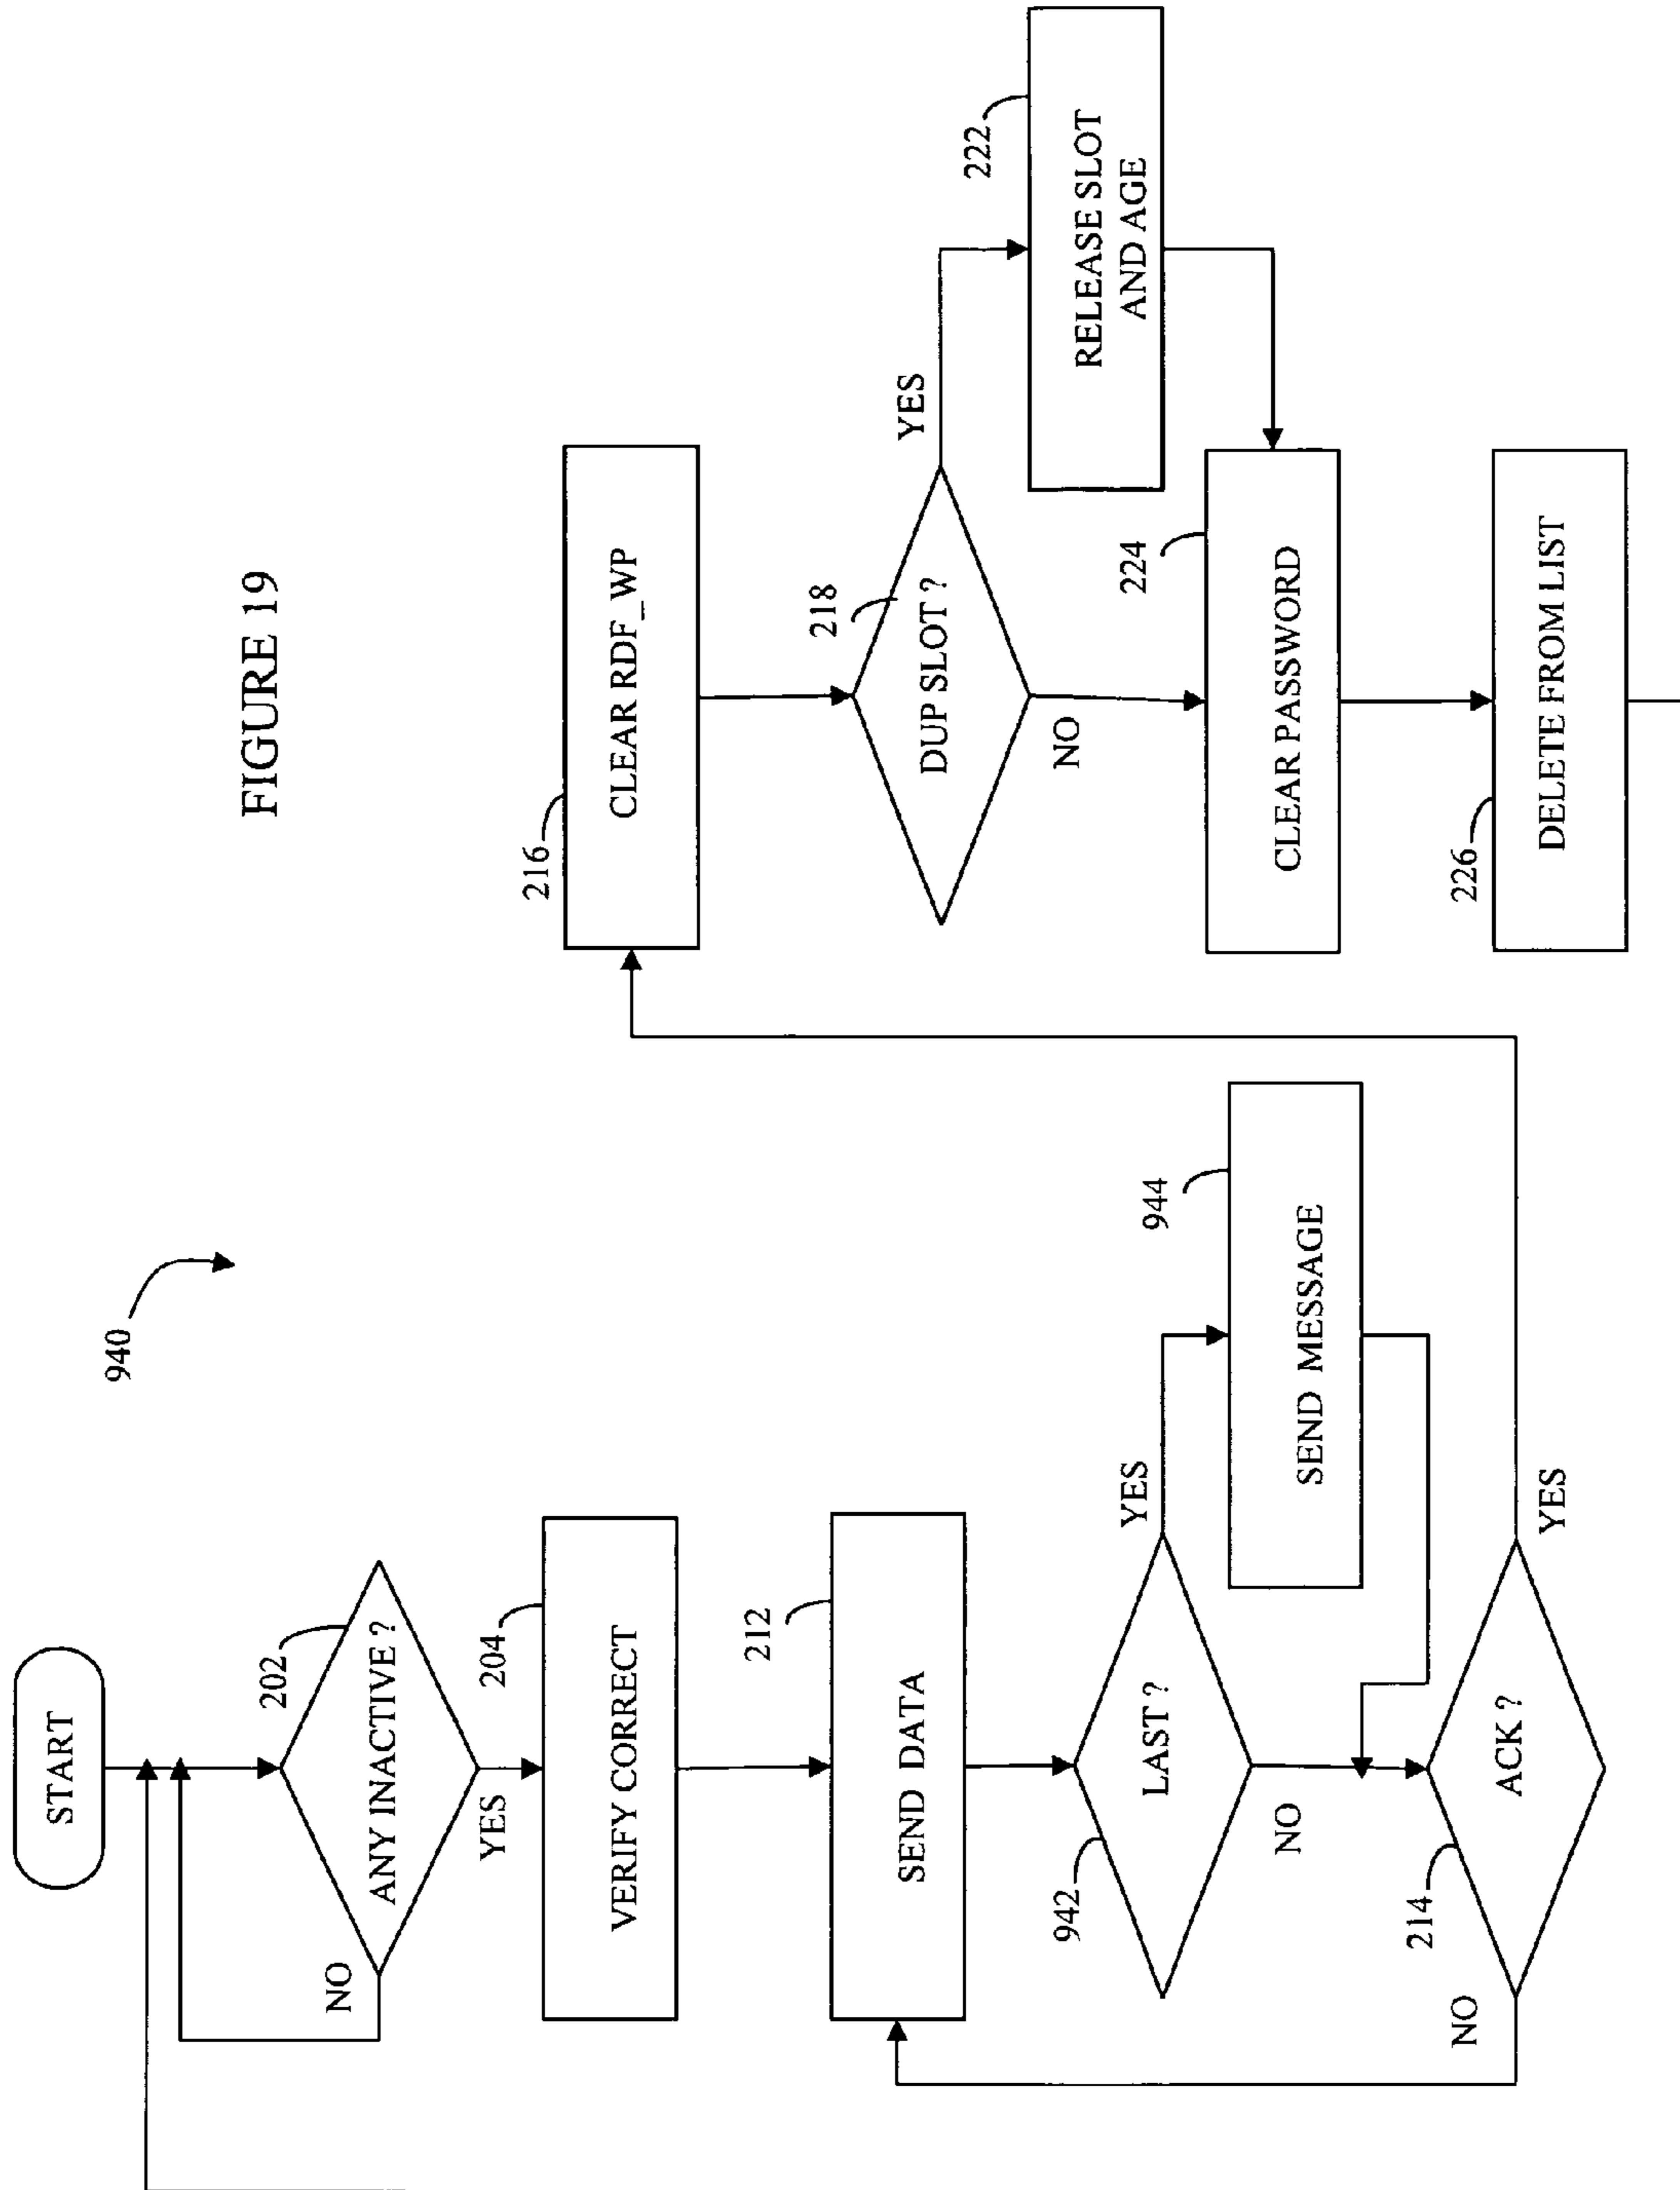 FIGURE 19
940
START
202
ANY INACTIVE ?
NO
YES
204
VERIFY CORRECT
212
SEND DATA
942
LAST ?
YES
NO
944
SEND MESSAGE
214
ACK ?
NO
YES
216
CLEAR RDF_WP
218
DUP SLOT ?
YES
NO
222
RELEASE SLOT
AND AGE
224
CLEAR PASSWORD
226
DELETE FROM LIST